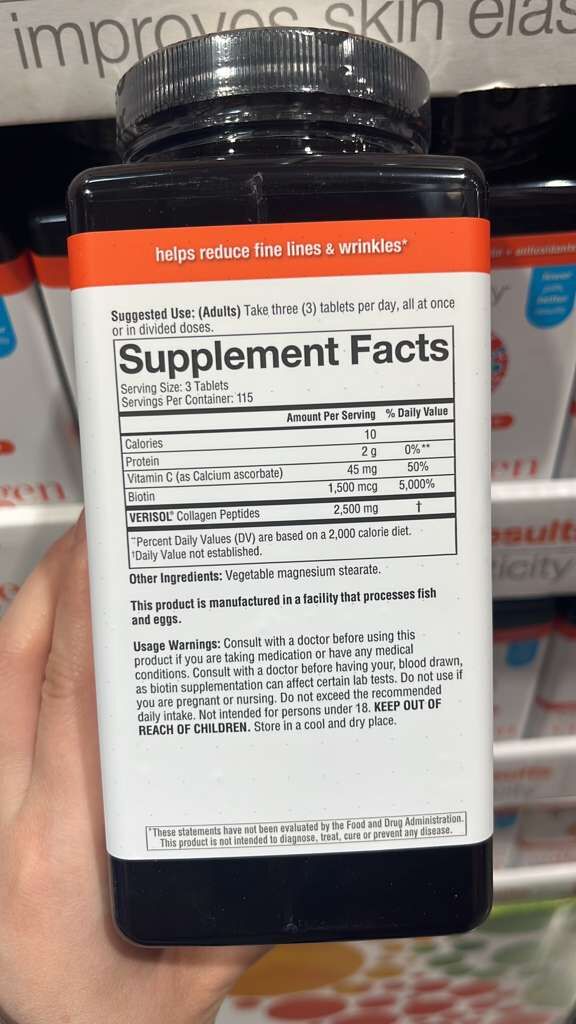 improves skin elas
helps reduce fine lines & wrinkles*
Suggested Use: (Adults) Take three (3) tablets per day, all at once
or in divided doses.
Supplement Facts
Serving Size: 3 Tablets
Servings Per Container: 115
Amount Per Serving % Daily Value
Calories 10
Protein 2 g 0%**
Vitamin C (as Calcium ascorbate) 45 mg 50%
Biotin 1,500 mcg 5,000%
VERISOL® Collagen Peptides 2,500 mg †
**Percent Daily Values (DV) are based on a 2,000 calorie diet.
†Daily Value not established.
Other Ingredients: Vegetable magnesium stearate.
This product is manufactured in a facility that processes fish
and eggs.
Usage Warnings: Consult with a doctor before using this
product if you are taking medication or have any medical
conditions. Consult with a doctor before having your, blood drawn,
as biotin supplementation can affect certain lab tests. Do not use if
you are pregnant or nursing. Do not exceed the recommended
daily intake. Not intended for persons under 18. KEEP OUT OF
REACH OF CHILDREN. Store in a cool and dry place.
*These statements have not been evaluated by the Food and Drug Administration.
This product is not intended to diagnose, treat, cure or prevent any disease.